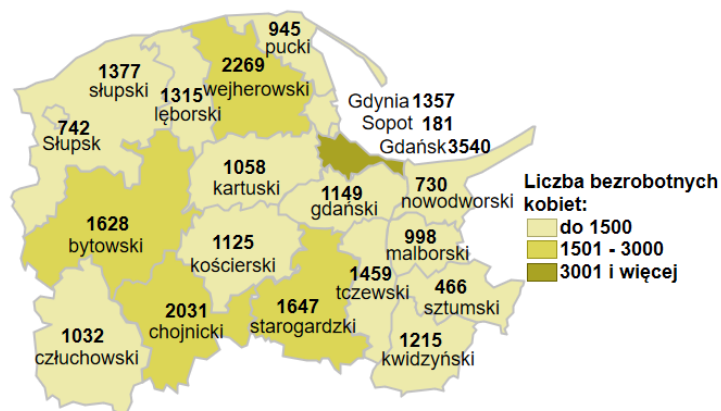 945
pucki
1377
słupski
2269
wejherowski
1315
lęborski
Gdynia 1357
Sopot 181
Gdańsk 3540
742
Słupsk
1058
kartuski
1149
gdański
730
nowodworski
Liczba bezrobotnych
kobiet:
do 1500
1501 - 3000
3001 i więcej
1628
bytowski
1125
kościerski
998
malborski
1459
tczewski
466
sztumski
2031
chojnicki
1647
starogardzki
1032
człuchowski
1215
kwidzyński